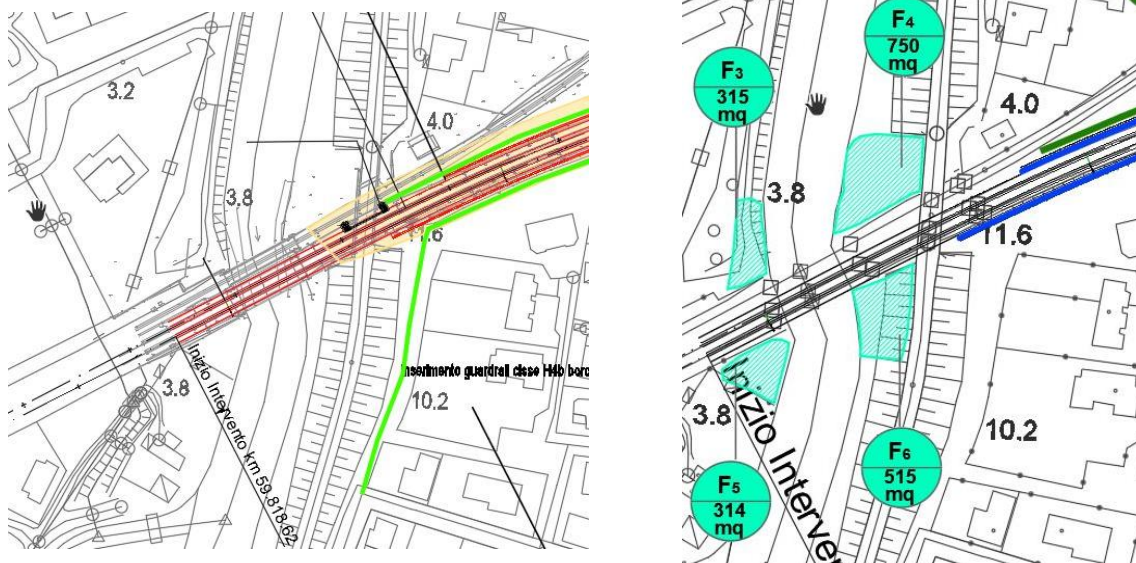 3.2
4.0
3.8
11.6
Inserimento guardrail classe H4b bord
3.8
10.2
Inizio Intervento km 59.818.62
F4
750
mq
F3
315
mq
4.0
3.8
11.6
3.8
10.2
Inizio Interven
F6
515
mq
F5
314
mq